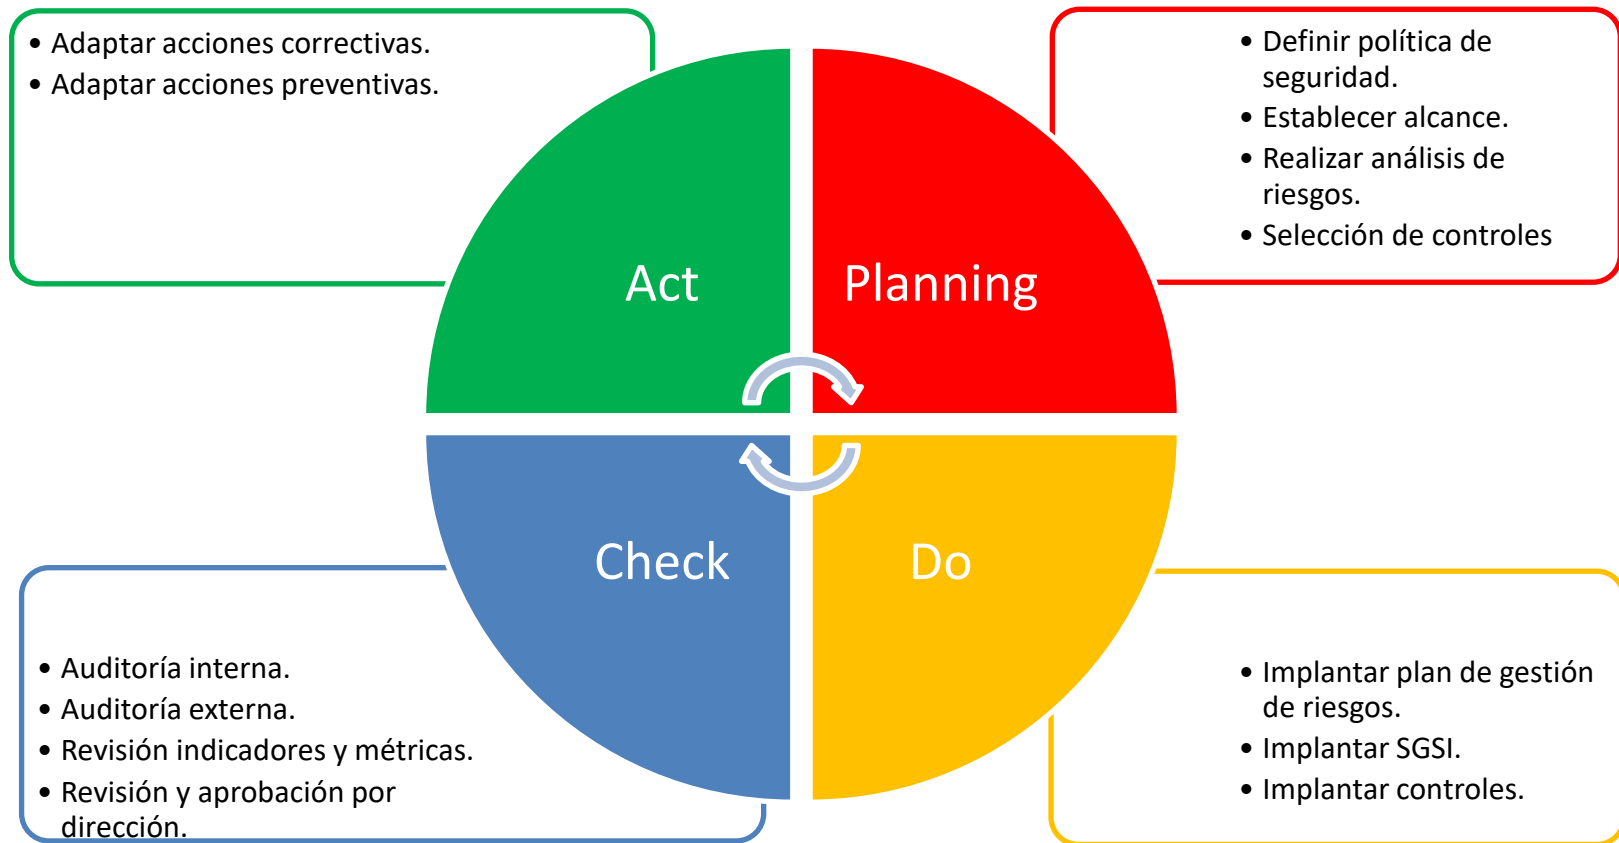 • Adaptar acciones correctivas.
• Adaptar acciones preventivas.
• Definir política de
seguridad.
• Establecer alcance.
• Realizar análisis de
riesgos.
• Selección de controles
Act
Planning
Check
Do
• Auditoría interna.
• Auditoría externa.
• Revisión indicadores y métricas.
• Revisión y aprobación por
dirección.
• Implantar plan de gestión
de riesgos.
• Implantar SGSI.
• Implantar controles.